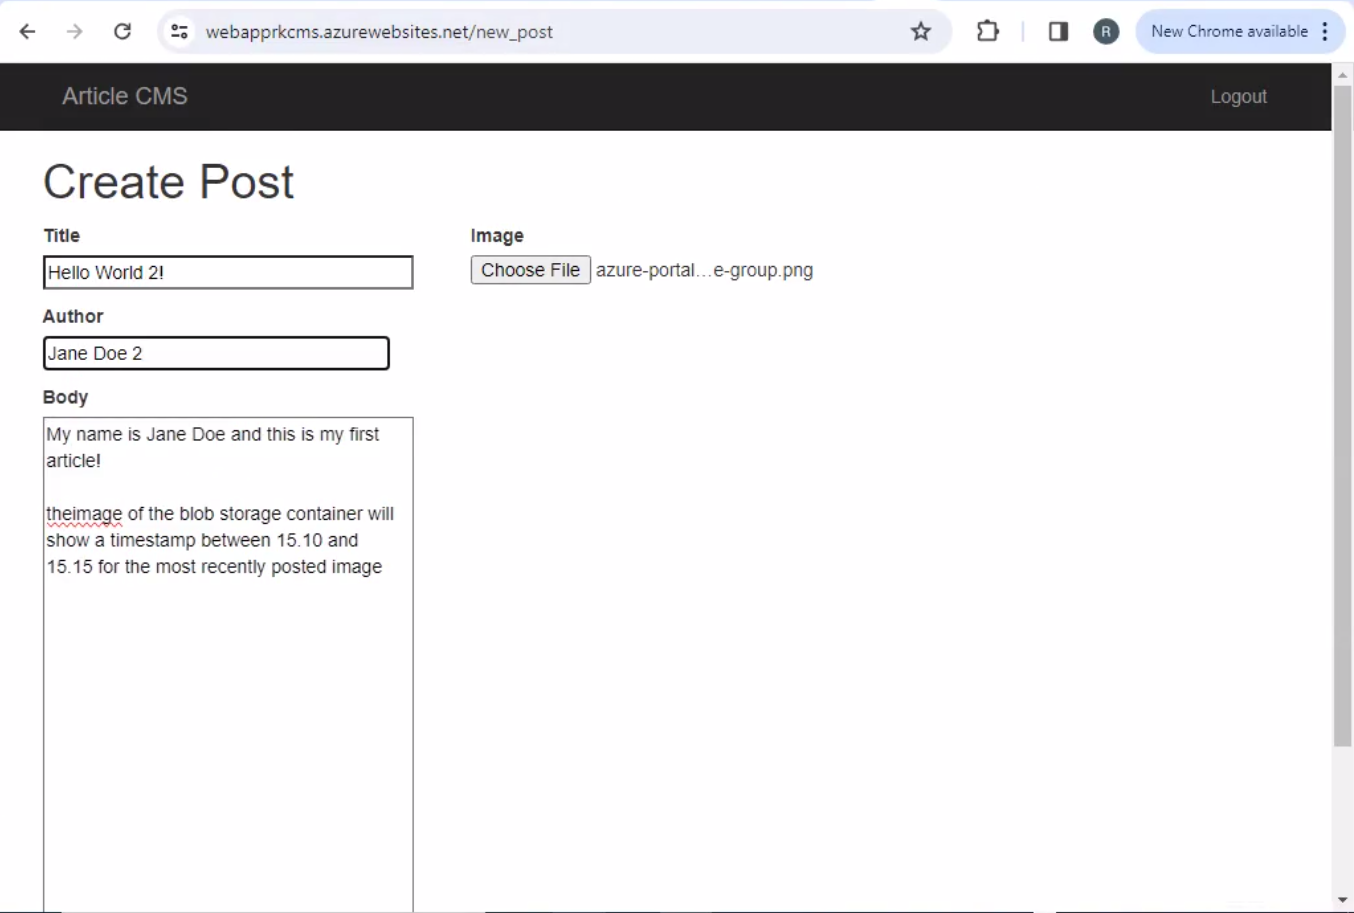 webapprkcms.azurewebsites.net/new_post
R
New Chrome available
Article CMS
Logout
Create Post
Title
Image
Hello World 2!
Choose File azure-portal…e-group.png
Author
Jane Doe 2
Body
My name is Jane Doe and this is my first
article!
theimage of the blob storage container will
show a timestamp between 15.10 and
15.15 for the most recently posted image